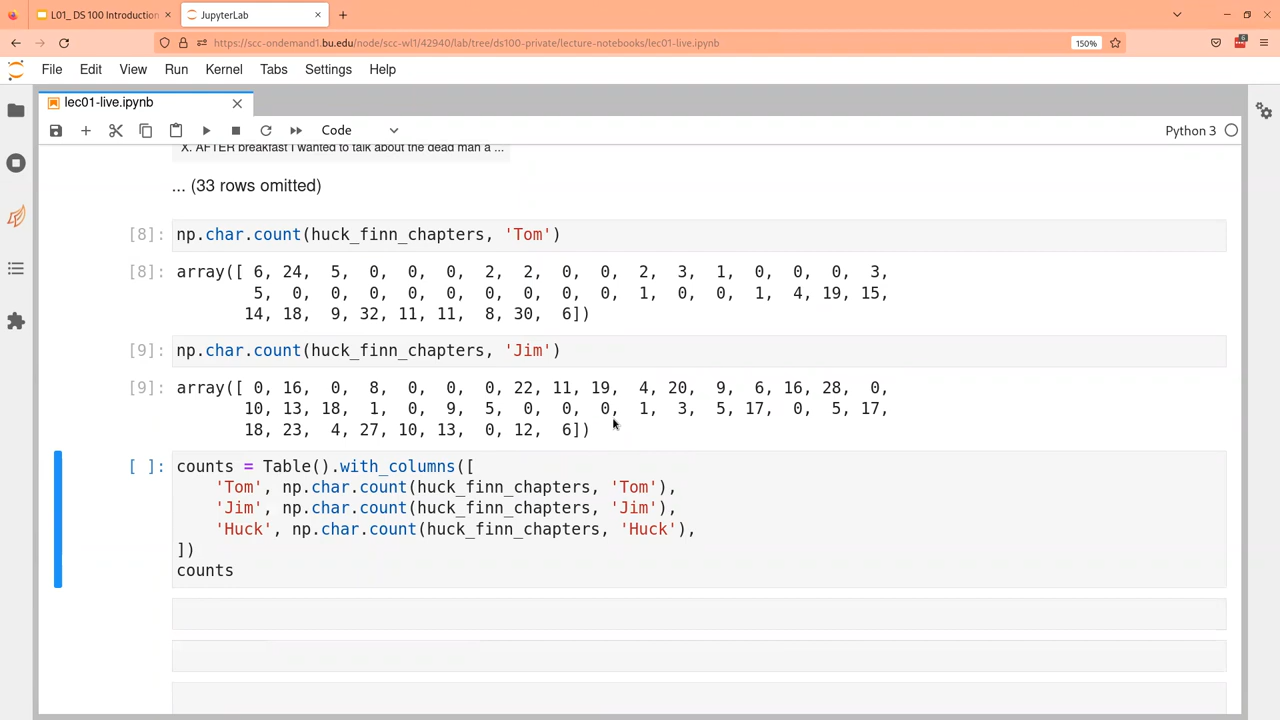 L01_ DS 100 Introduction
JupyterLab
https://scc-ondemand1.bu.edu/node/scc-wl1/42940/lab/tree/ds100-private/lecture-notebooks/lec01-live.ipynb
150%
6
File Edit View Run Kernel Tabs Settings Help
lec01-live.ipynb
Code
Python 3
X. AFTER breakfast I wanted to talk about the dead man a ...
... (33 rows omitted)
[8]: np.char.count(huck_finn_chapters, 'Tom')
[8]: array([ 6, 24, 5, 0, 0, 0, 2, 2, 0, 0, 2, 3, 1, 0, 0, 0, 3,
5, 0, 0, 0, 0, 0, 0, 0, 0, 0, 1, 0, 0, 1, 4, 19, 15,
14, 18, 9, 32, 11, 11, 8, 30, 6])
[9]: np.char.count(huck_finn_chapters, 'Jim')
[9]: array([ 0, 16, 0, 8, 0, 0, 0, 22, 11, 19, 4, 20, 9, 6, 16, 28, 0,
10, 13, 18, 1, 0, 9, 5, 0, 0, 0, 1, 3, 5, 17, 0, 5, 17,
18, 23, 4, 27, 10, 13, 0, 12, 6])
[ ]: counts = Table().with_columns([
'Tom', np.char.count(huck_finn_chapters, 'Tom'),
'Jim', np.char.count(huck_finn_chapters, 'Jim'),
'Huck', np.char.count(huck_finn_chapters, 'Huck'),
])
counts